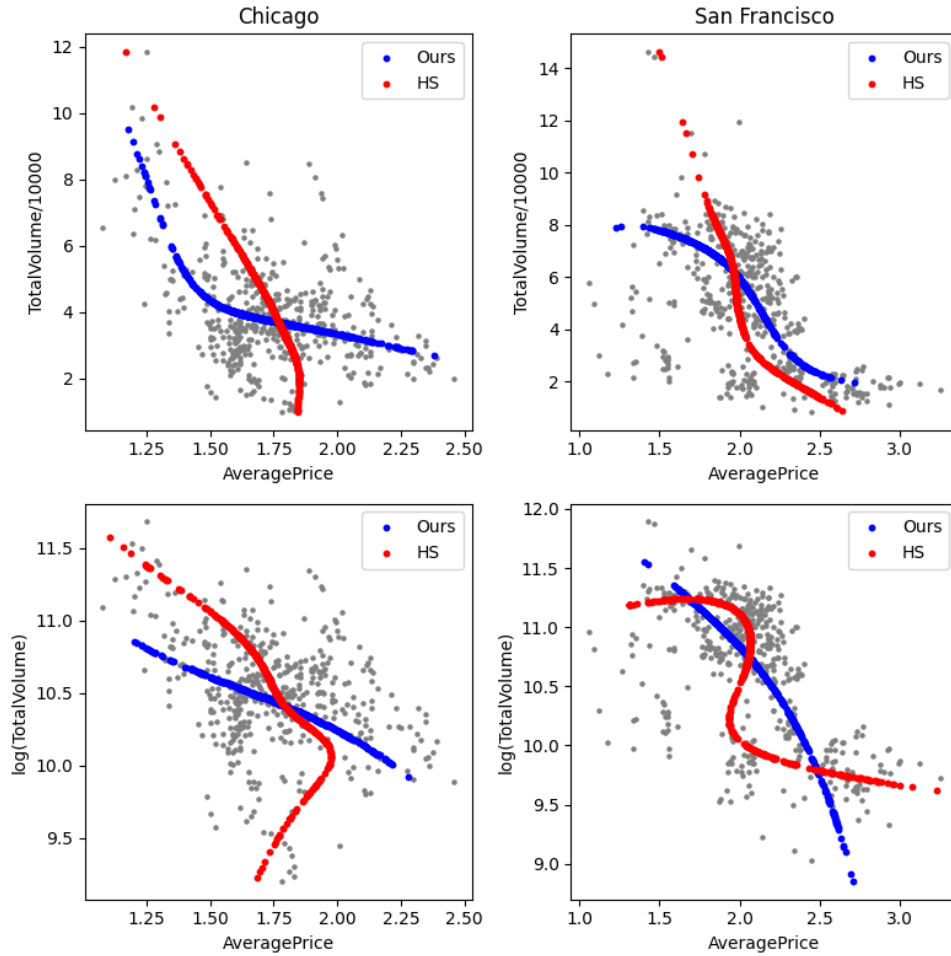 Chicago
Ours
HS
TotalVolume/10000
12
10
8
6
4
2
1.25
1.50
1.75
2.00
2.25
2.50
AveragePrice
San Francisco
Ours
HS
TotalVolume/10000
14
12
10
8
6
4
2
1.0
1.5
2.0
2.5
3.0
AveragePrice
Ours
HS
log(TotalVolume)
11.5
11.0
10.5
10.0
9.5
1.25
1.50
1.75
2.00
2.25
2.50
AveragePrice
Ours
HS
log(TotalVolume)
12.0
11.5
11.0
10.5
10.0
9.5
9.0
1.0
1.5
2.0
2.5
3.0
AveragePrice